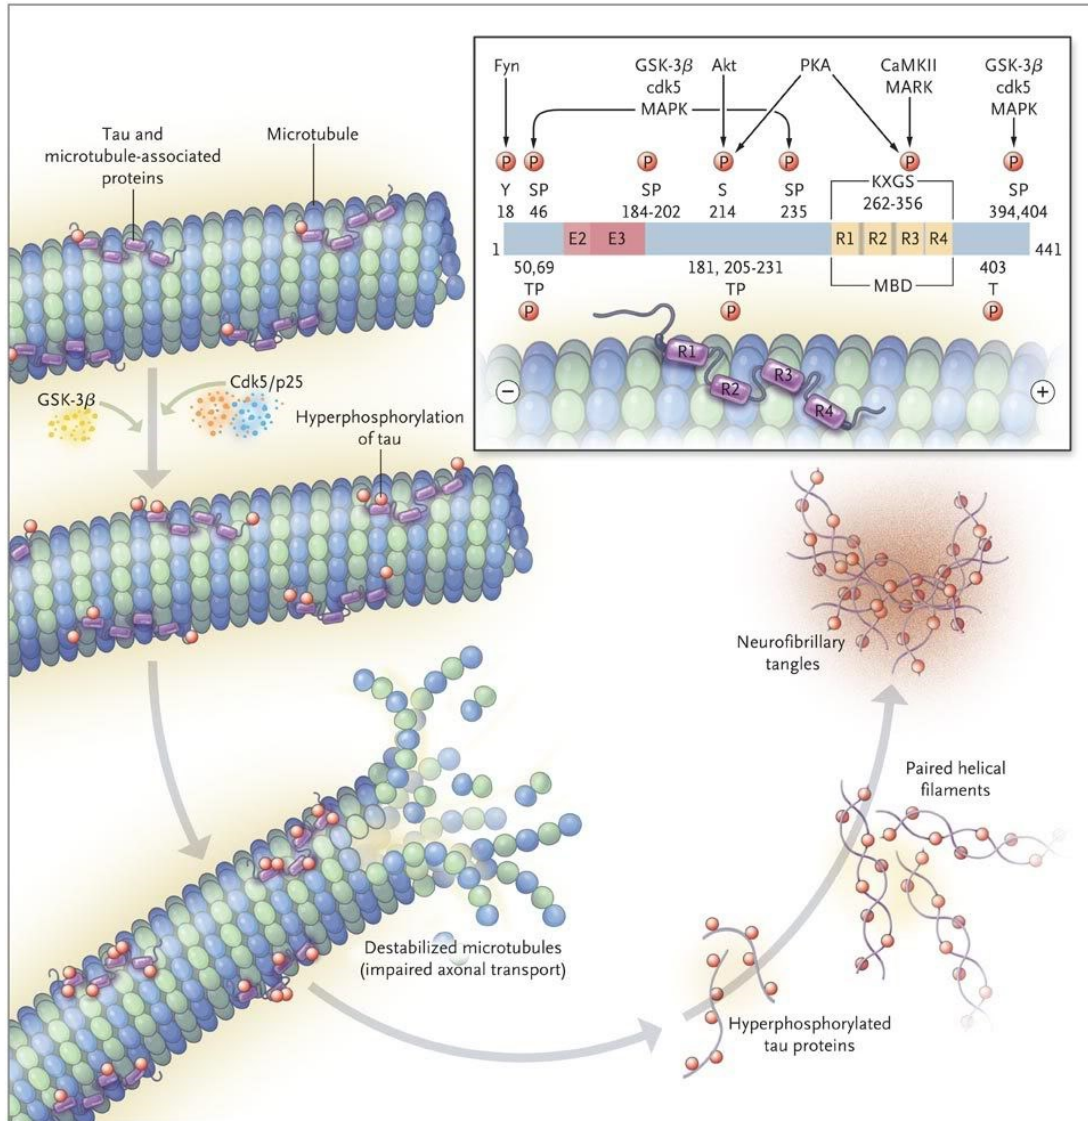 Fyn
GSK-3β
cdk5
MAPK
Akt
PKA
CaMKII
MARK
GSK-3β
cdk5
MAPK
P P P P P P P
Y SP SP S SP KXGS SP
18 46 184-202 214 235 262-356 394,404
1 E2 E3 R1 R2 R3 R4 441
50,69 181, 205-231 MBD 403
TP TP T
P P P
R1
R2
R3
R4
− +
Tau and
microtubule-associated
proteins
Microtubule
GSK-3β
Cdk5/p25
Hyperphosphorylation
of tau
Destabilized microtubules
(impaired axonal transport)
Hyperphosphorylated
tau proteins
Paired helical
filaments
Neurofibrillary
tangles